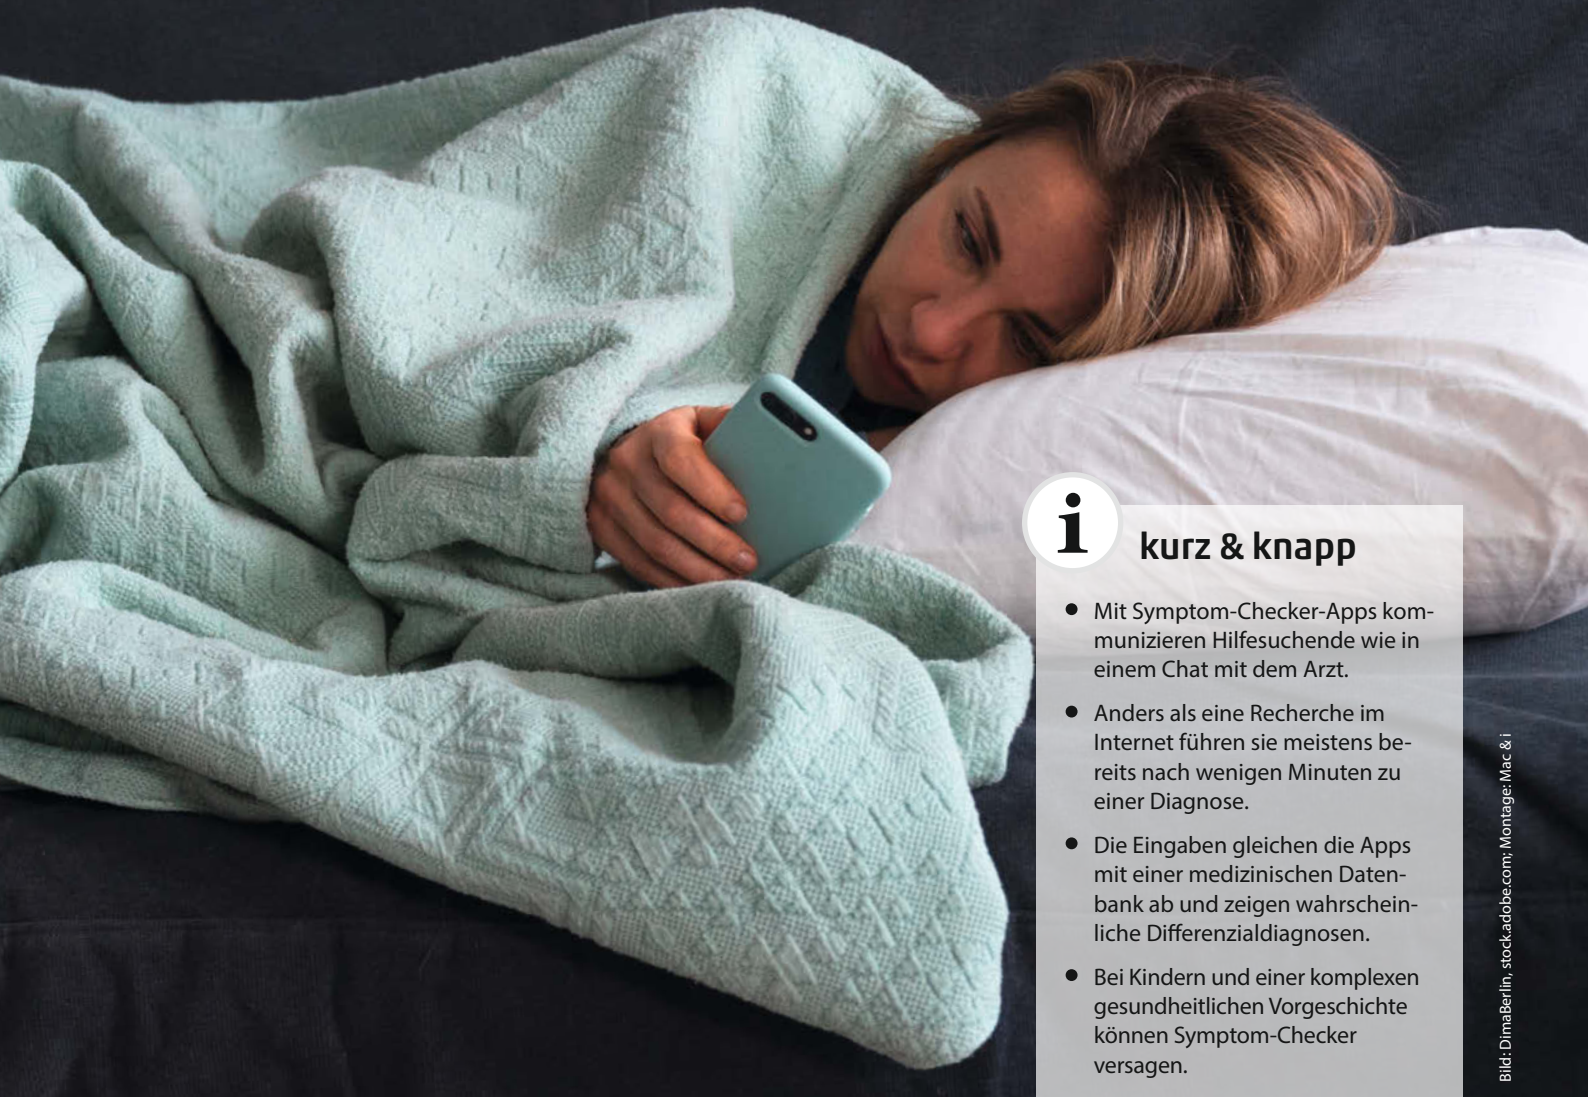 i
kurz & knapp
● Mit Symptom-Checker-Apps kom-
munizieren Hilfesuchende wie in
einem Chat mit dem Arzt.
● Anders als eine Recherche im
Internet führen sie meistens be-
reits nach wenigen Minuten zu
einer Diagnose.
● Die Eingaben gleichen die Apps
mit einer medizinischen Daten-
bank ab und zeigen wahrschein-
liche Differenzialdiagnosen.
● Bei Kindern und einer komplexen
gesundheitlichen Vorgeschichte
können Symptom-Checker
versagen.
Bild: DimaBerlin, stock.adobe.com; Montage: Mac & i